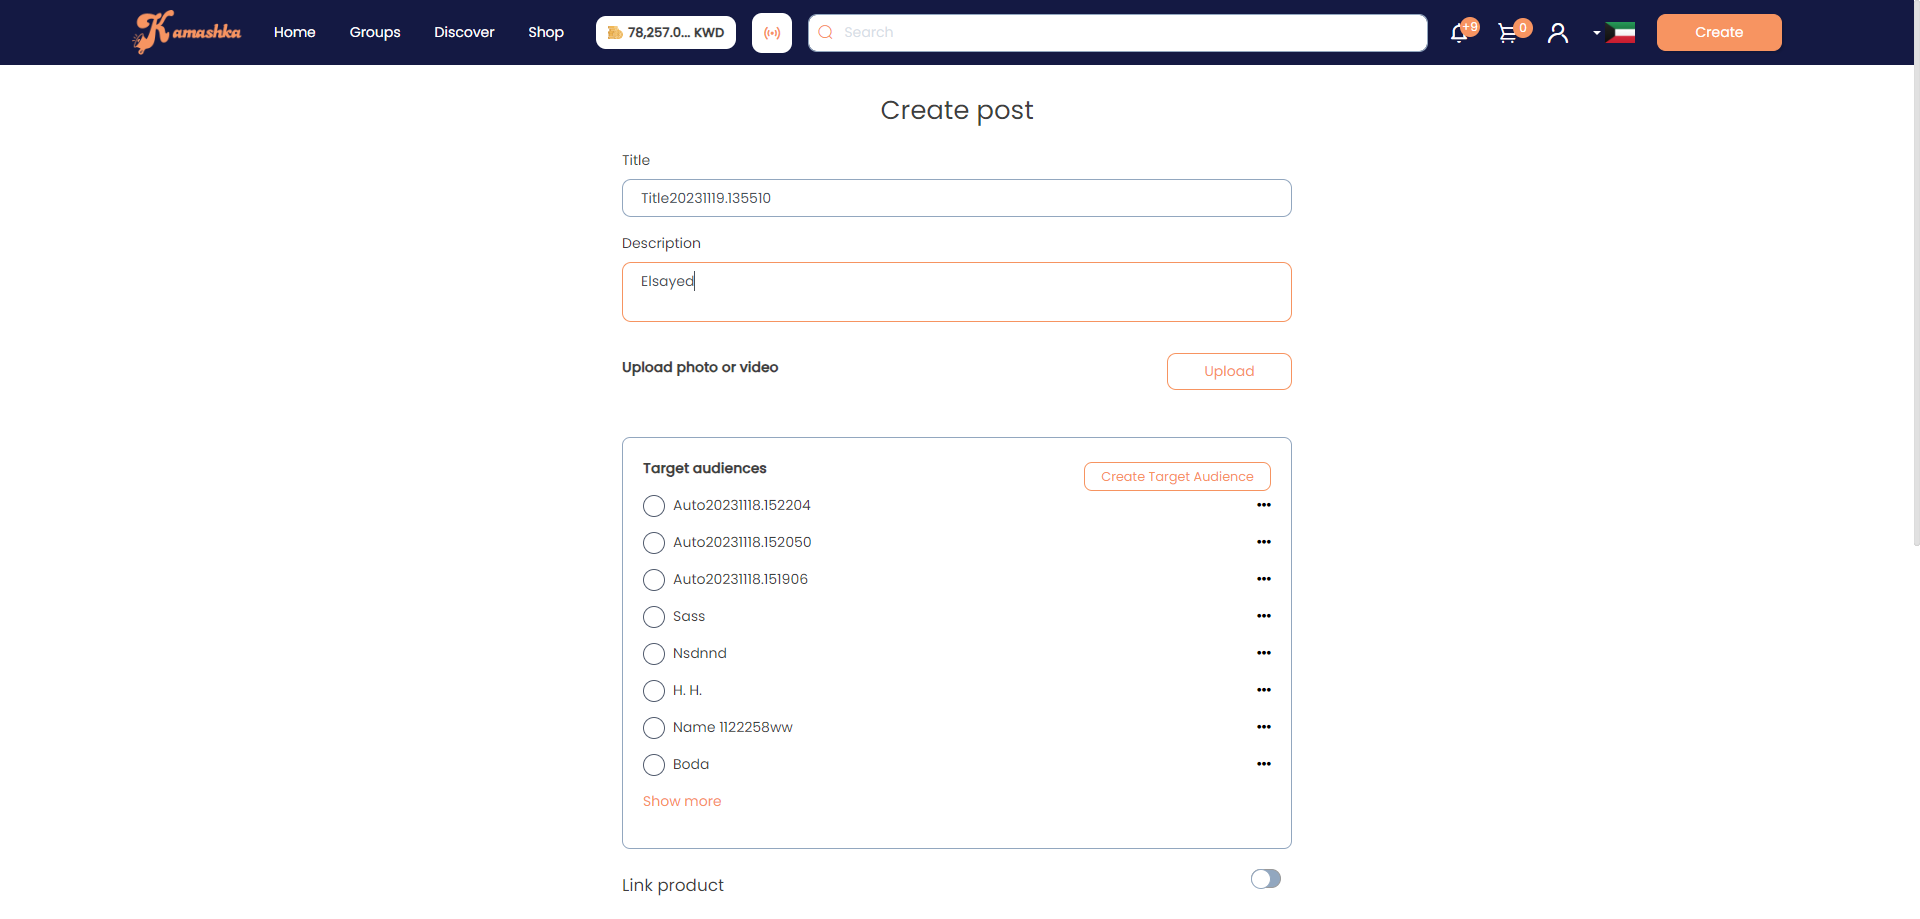 Kamashka Home Groups Discover Shop 78,257.0... KWD Search +9 0 Create
Create post
Title
Title20231119.135510
Description
Elsayed
Upload photo or video Upload
Target audiences Create Target Audience
Auto20231118.152204
Auto20231118.152050
Auto20231118.151906
Sass
Nsdnnd
H. H.
Name 1122258ww
Boda
Show more
Link product